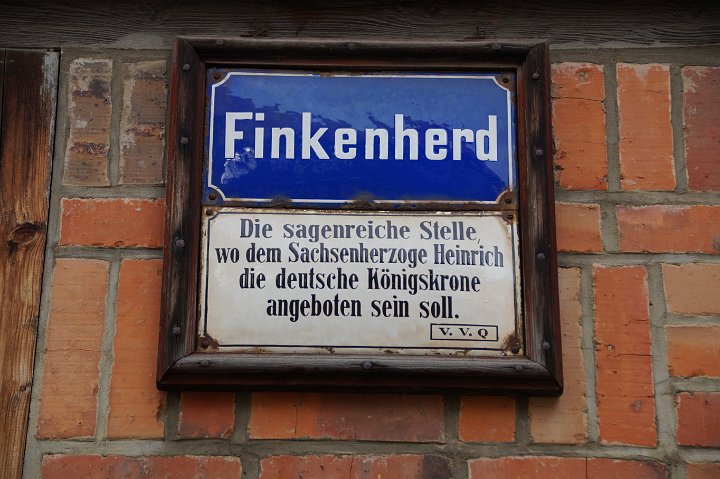 Finkenherd
Die sagenreiche Stelle,
wo dem Sachsenherzoge Heinrich
die deutsche Königskrone
angeboten sein soll.
V. V. Q